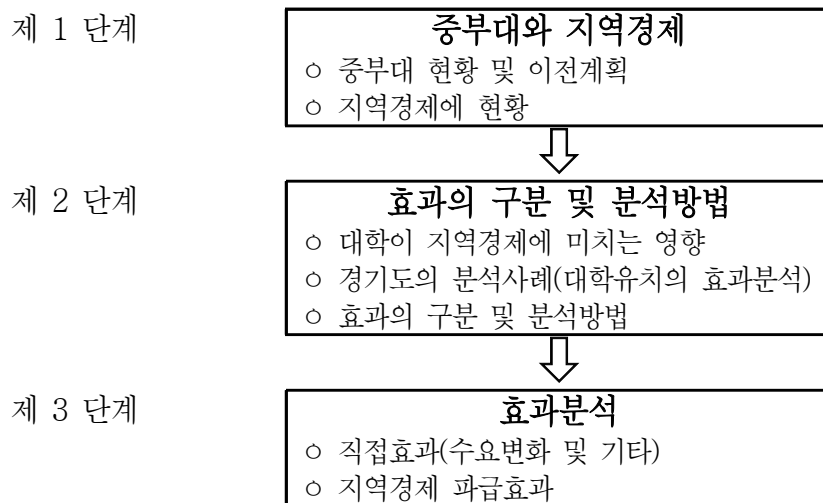 제 1 단계
중부대와 지역경제
ㅇ 중부대 현황 및 이전계획
ㅇ 지역경제에 현황
제 2 단계
효과의 구분 및 분석방법
ㅇ 대학이 지역경제에 미치는 영향
ㅇ 경기도의 분석사례(대학유치의 효과분석)
ㅇ 효과의 구분 및 분석방법
제 3 단계
효과분석
ㅇ 직접효과(수요변화 및 기타)
ㅇ 지역경제 파급효과